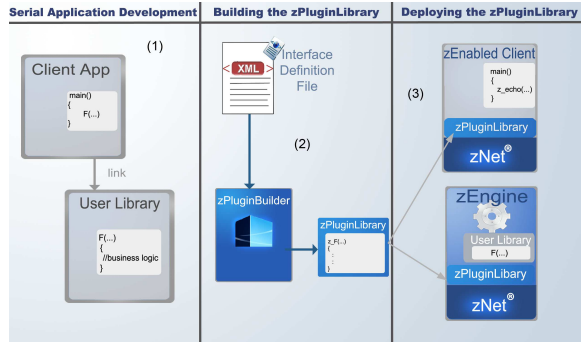 Serial Application Development
Building the zPluginLibrary
Deploying the zPluginLibrary
(1)
Client App
main()
{
F(...)
}
link
User Library
F(...)
{
//business logic
}
XML
Interface
Definition
File
(2)
zPluginBuilder
zPluginLibrary
z_F(...)
{
:
:
}
(3)
zEnabled Client
main()
{
z_echo(...)
}
zPluginLibrary
zNet®
zEngine
User Library
F(...)
zPluginLibary
zNet®